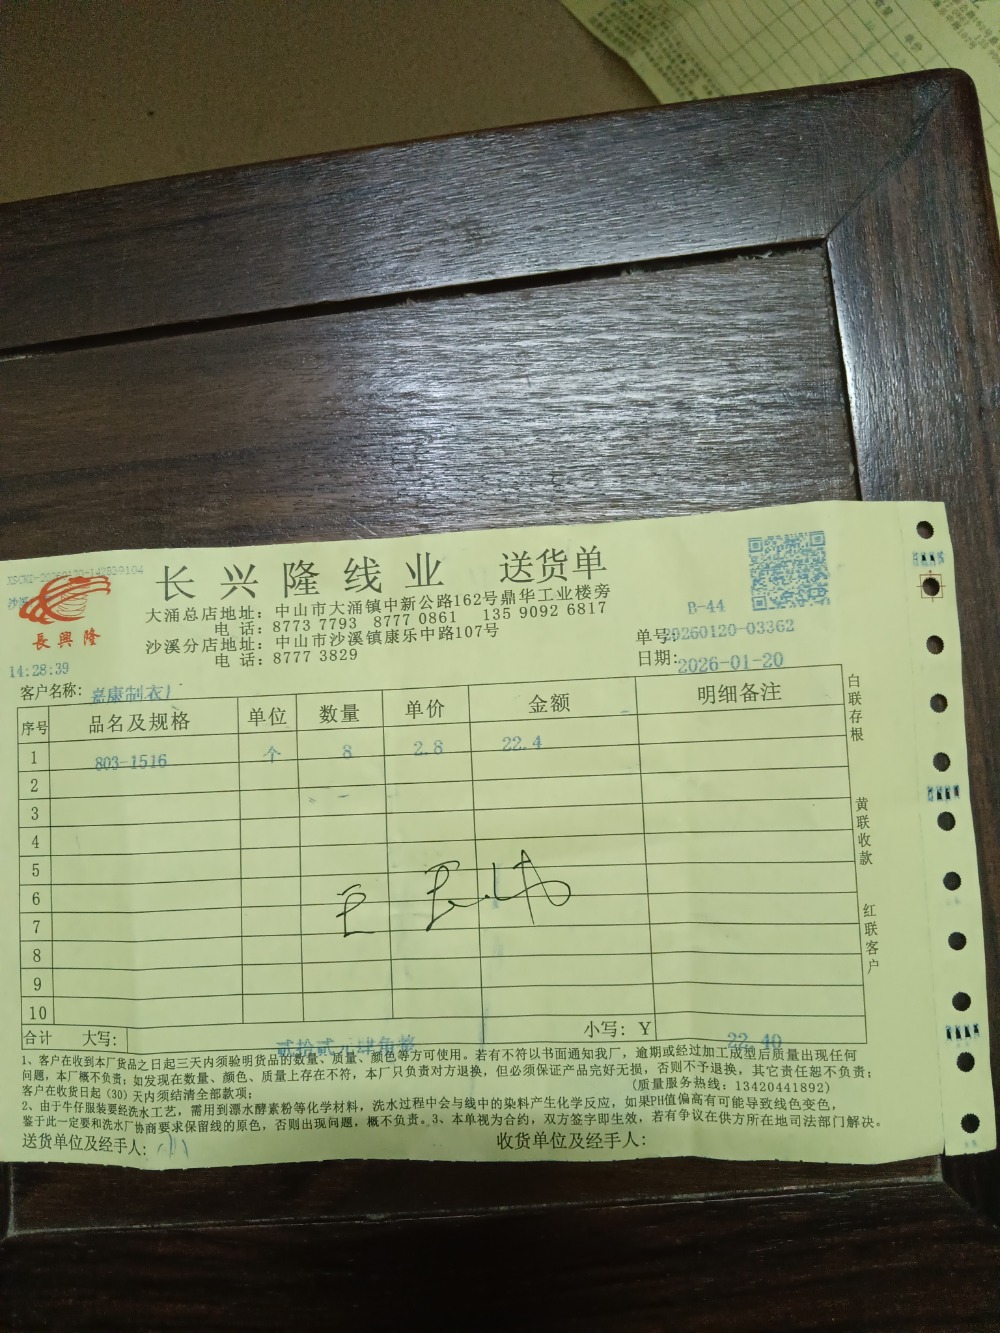 长兴隆线业 送货单
長興隆
大涌总店地址：中山市大涌镇中新公路162号鼎华工业楼旁
电 话：8773 7793 8777 0861 135 9092 6817
沙溪分店地址：中山市沙溪镇康乐中路107号
电 话：8777 3829
B-44
单号：20260120-03362
日期：2026-01-20
14:28:39
客户名称：嘉康制衣厂
序号 品名及规格 单位 数量 单价 金额 明细备注
1 803-1516 个 8 2.8 22.4
2
3
4
5
6
7
8
9
10
合计 大写：贰拾贰元肆角整 小写：Y 22.40
白联存根
黄联收款
红联客户
1、客户在收到本厂货品之日起三天内须验明货品的数量、质量、颜色等方可使用。若有不符以书面通知我厂，逾期或经过加工成型后质量出现任何
问题，本厂概不负责；如发现在数量、颜色、质量上存在不符，本厂只负责对方退换，但必须保证产品完好无损，否则不予退换，其它责任恕不负责；
客户在收货日起（30）天内须结清全部款项； （质量服务热线：13420441892）
2、由于牛仔服装要经洗水工艺，需用到漂水酵素粉等化学材料，洗水过程中会与线中的染料产生化学反应，如果PH值偏高有可能导致线色变色，
鉴于此一定要和洗水厂协商要求保留线的原色，否则出现问题，概不负责。3、本单视为合约，双方签字即生效，若有争议在供方所在地司法部门解决。
送货单位及经手人： 收货单位及经手人：